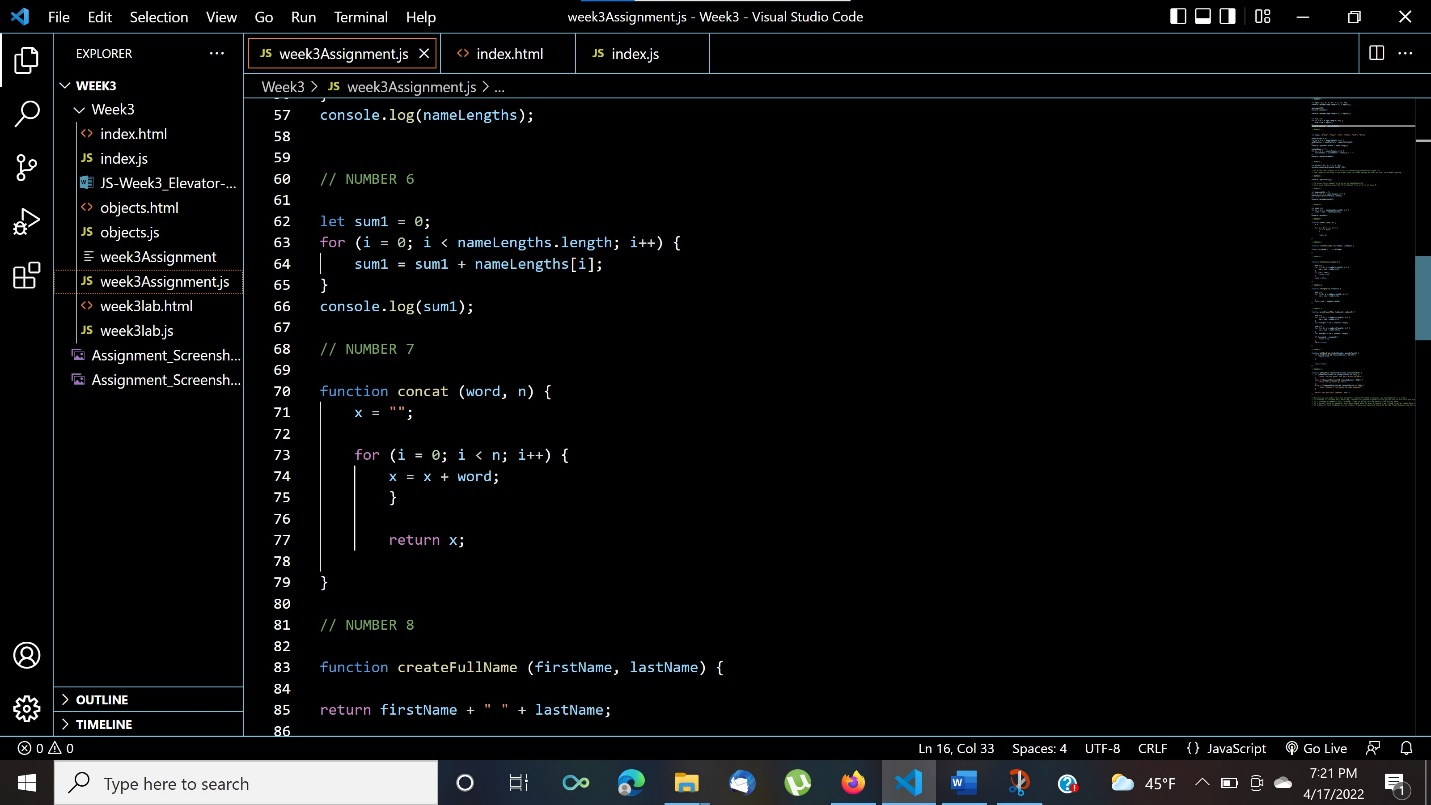 File Edit Selection View Go Run Terminal Help
week3Assignment.js - Week3 - Visual Studio Code
EXPLORER
WEEK3
Week3
index.html
index.js
JS-Week3_Elevator-...
objects.html
objects.js
week3Assignment
week3Assignment.js
week3lab.html
week3lab.js
Assignment_Screensh...
Assignment_Screensh...
OUTLINE
TIMELINE
JS week3Assignment.js
index.html
JS index.js
Week3 > JS week3Assignment.js > ...
57 console.log(nameLengths);
58
59
60 // NUMBER 6
61
62 let sum1 = 0;
63 for (i = 0; i < nameLengths.length; i++) {
64 sum1 = sum1 + nameLengths[i];
65 }
66 console.log(sum1);
67
68 // NUMBER 7
69
70 function concat (word, n) {
71 x = "";
72
73 for (i = 0; i < n; i++) {
74 x = x + word;
75 }
76
77 return x;
78
79 }
80
81 // NUMBER 8
82
83 function createFullName (firstName, lastName) {
84
85 return firstName + " " + lastName;
86
0 0
Ln 16, Col 33 Spaces: 4 UTF-8 CRLF {} JavaScript Go Live
Type here to search
45°F
7:21 PM
4/17/2022
1